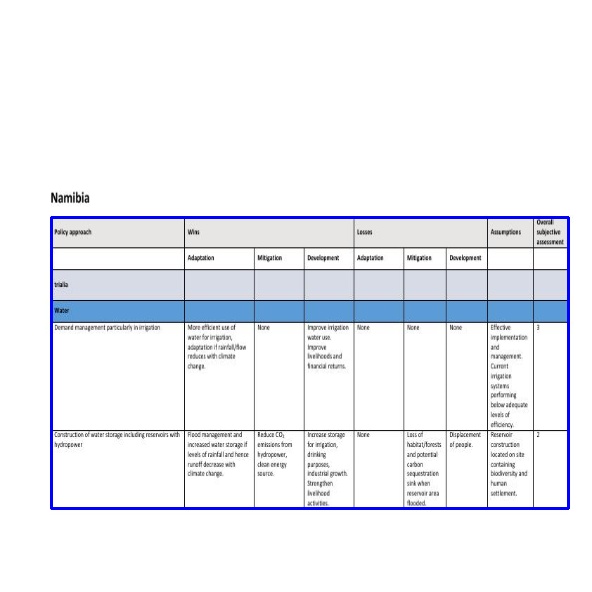 Namibia
Policy approach Wins Losses Assumptions Overall subjective assessment
Adaptation Mitigation Development Adaptation Mitigation Development
trialla
Water
Demand management particularly in irrigation
More efficient use of
water for irrigation,
adaptation if rainfall/flow
reduces with climate
change.
None
Improve irrigation
water use.
Improve
livelihoods and
financial returns.
None
None
None
Effective
implementation
and
management.
Current
irrigation
systems
performing
below adequate
levels of
efficiency.
3
Construction of water storage including reservoirs with
hydropower
Flood management and
increased water storage if
levels of rainfall and hence
runoff decrease with
climate change.
Reduce CO₂
emissions from
hydropower,
clean energy
source.
Increase storage
for irrigation,
drinking
purposes,
industrial growth.
Strengthen
livelihood
activities.
None
Loss of
habitat/forests
and potential
carbon
sequestration
sink when
reservoir area
flooded.
Displacement
of people.
Reservoir
construction
located on site
containing
biodiversity and
human
settlement.
2